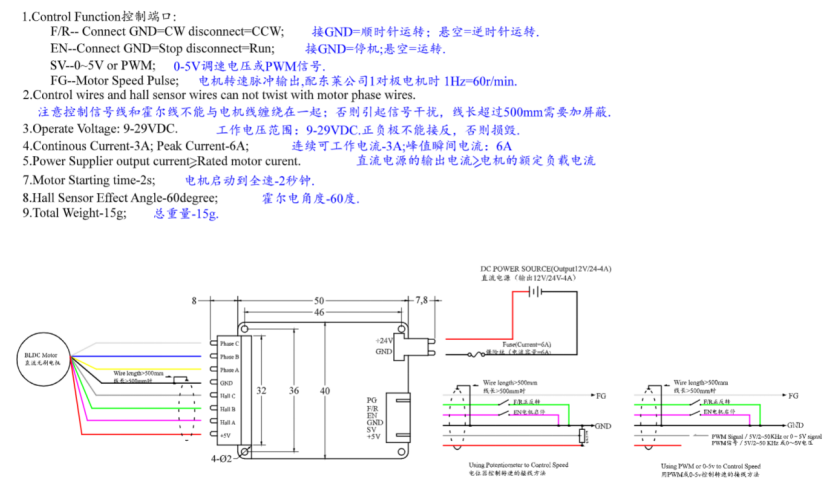 1.Control Function控制端口:
F/R-- Connect GND=CW disconnect=CCW; 接GND=顺时针运转; 悬空=逆时针运转.
EN--Connect GND=Stop disconnect=Run; 接GND=停机;悬空=运转.
SV--0~5V or PWM; 0-5V调速电压或PWM信号.
FG--Motor Speed Pulse; 电机转速脉冲输出,配东莱公司1对极电机时 1Hz=60r/min.
2.Control wires and hall sensor wires can not twist with motor phase wires.
注意控制信号线和霍尔线不能与电机线缠绕在一起; 否则引起信号干扰, 线长超过500mm需要加屏蔽.
3.Operate Voltage: 9-29VDC. 工作电压范围: 9-29VDC.正负极不能接反, 否则损毁.
4.Continous Current-3A; Peak Current-6A; 连续可工作电流-3A;峰值瞬间电流: 6A
5.Power Supplier output current≥Rated motor curent. 直流电源的输出电流≥电机的额定负载电流
7.Motor Starting time-2s; 电机启动到全速-2秒钟.
8.Hall Sensor Effect Angle-60degree; 霍尔电角度-60度.
9.Total Weight-15g; 总重量-15g.
DC POWER SOURCE(Output12V/24-4A)
直流电源 (输出12V/24V-4A)
8 50 7,8
46
BLDC Motor
直流无刷电机
Phase C
Phase B
Phase A
GND
Hall C
Hall B
Hall A
+5V
Wire length>500mm
线长>500mm时
32 36 40
4-Ø2
+24V
GND
PG
F/R
EN
GND
SV
+5V
Fuse(Current=6A)
保险丝 (电流容量=6A)
Wire length>500mm
线长>500mm时
FG
F/R正反转
EN电机启停
GND
Using Potentiometer to Control Speed
电位器控制转速的接线方法
Wire length>500mm
线长>500mm时
FG
F/R正反转
EN电机启停
GND
PWM Signal / 5V/2~50KHz or 0~5V signal
PWM信号 / 5V/2~50KHz 或0~5V电压
Using PWM or 0-5v to Control Speed
用PWM或0-5v控制转速的接线方法